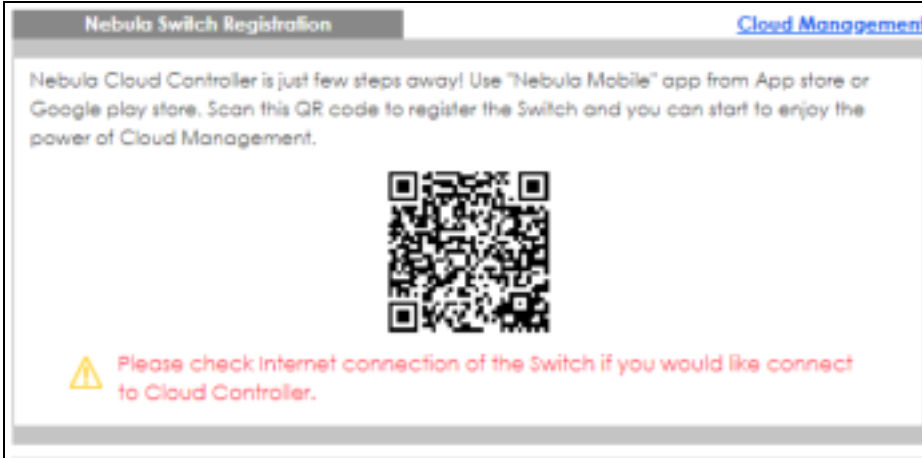 Nebula Switch Registration
Cloud Management
Nebula Cloud Controller is just few steps away! Use "Nebula Mobile" app from App store or
Google play store. Scan this QR code to register the Switch and you can start to enjoy the
power of Cloud Management.
Please check Internet connection of the Switch if you would like connect
to Cloud Controller.